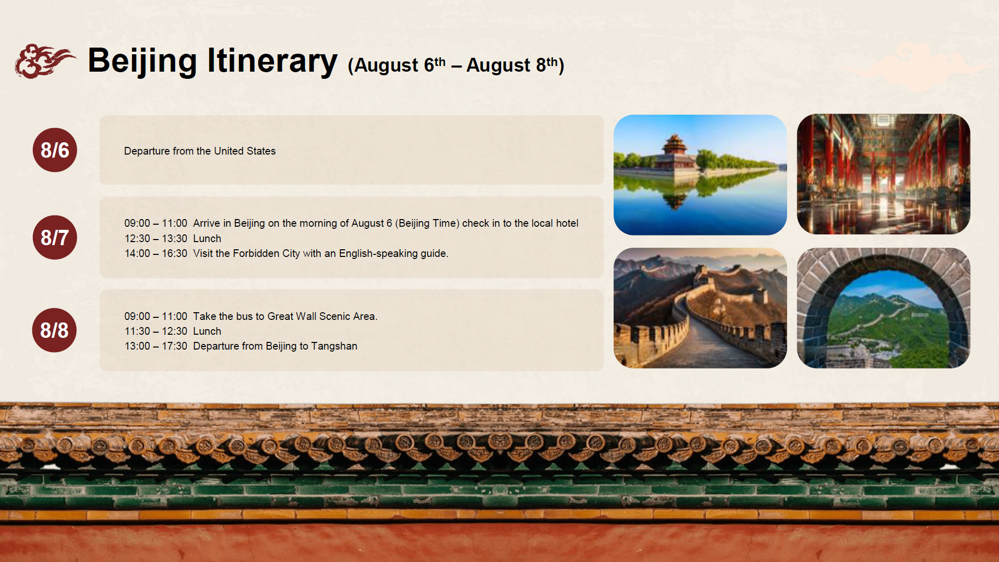 Beijing Itinerary (August 6th – August 8th)
8/6
Departure from the United States
8/7
09:00 – 11:00 Arrive in Beijing on the morning of August 6 (Beijing Time) check in to the local hotel
12:30 – 13:30 Lunch
14:00 – 16:30 Visit the Forbidden City with an English-speaking guide.
8/8
09:00 – 11:00 Take the bus to Great Wall Scenic Area.
11:30 – 12:30 Lunch
13:00 – 17:30 Departure from Beijing to Tangshan